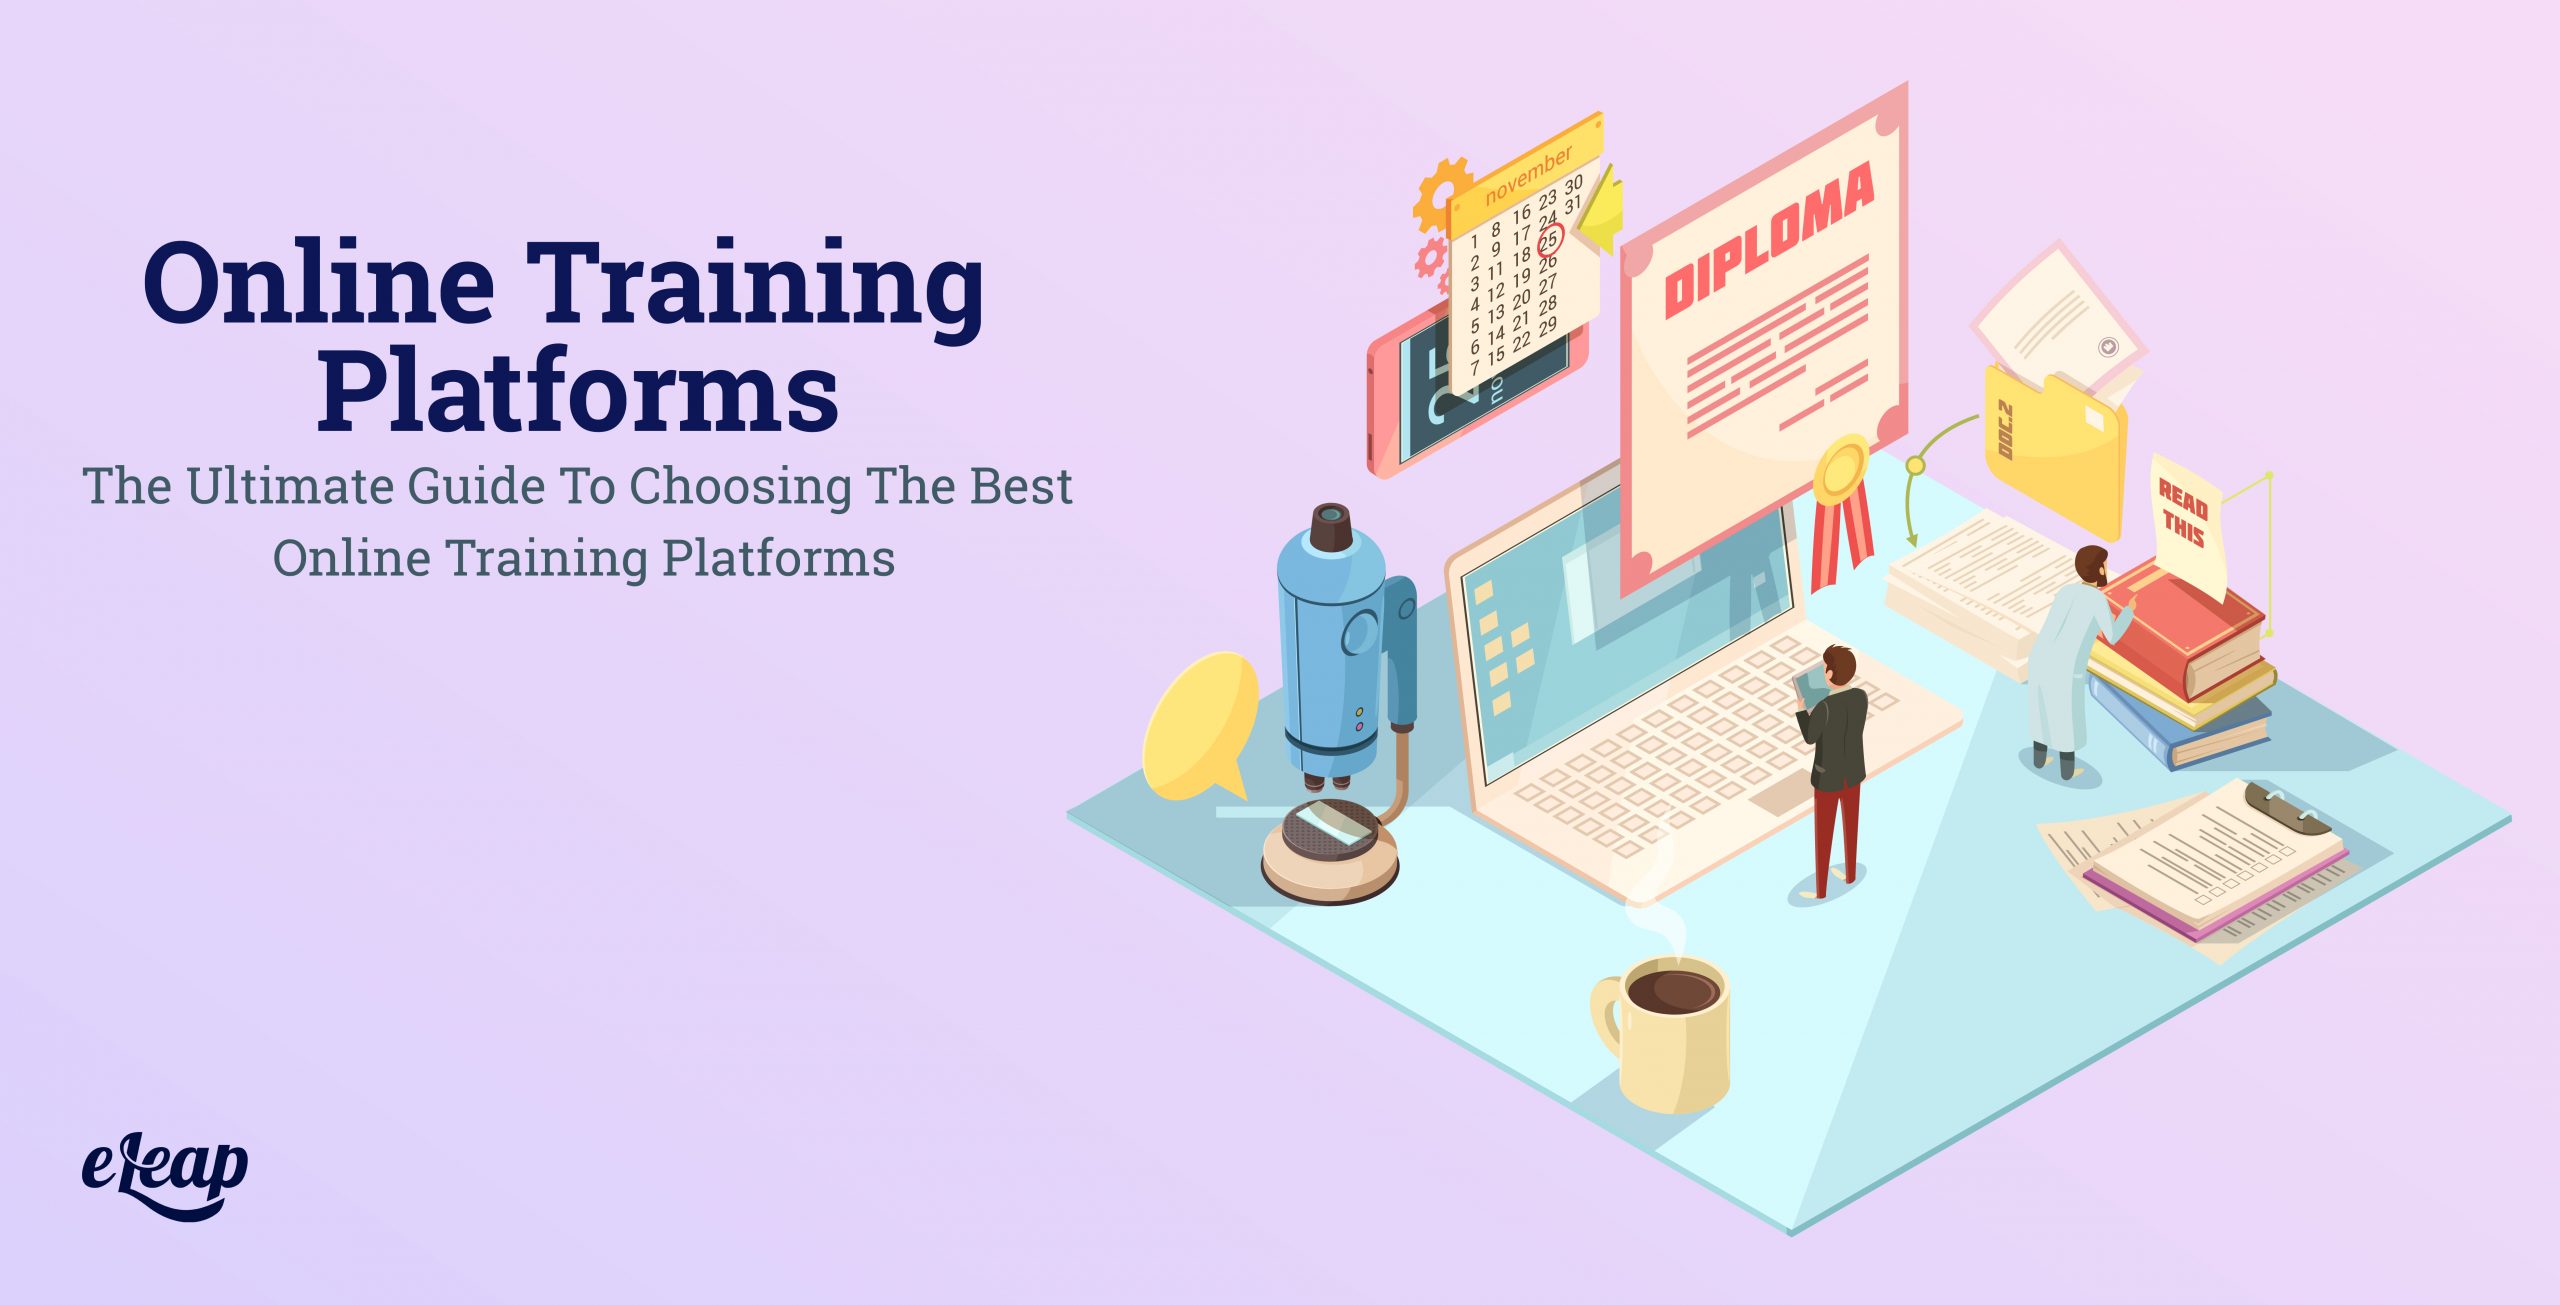 Online Training
Platforms
The Ultimate Guide To Choosing The Best
Online Training Platforms
eLeap
november
1 8 16 23 30
2 9 17 24 31
3 11 18 25
4 12 19 26
5 13 20 27
6 14 21 28
7 15 22 29
DIPLOMA
DOC.2
READ
THIS